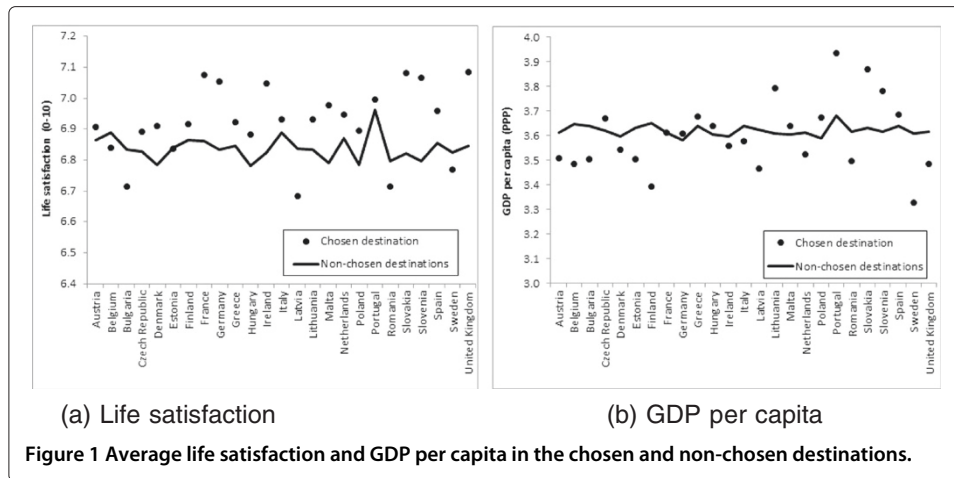 7.2
7.1
7.0
6.9
6.8
6.7
6.6
6.5
6.4
Life satisfaction (0-10)
Chosen destination
Non-chosen destinations
Austria
Belgium
Bulgaria
Czech Republic
Denmark
Estonia
Finland
France
Germany
Greece
Hungary
Ireland
Italy
Latvia
Lithuania
Malta
Netherlands
Poland
Portugal
Romania
Slovakia
Slovenia
Spain
Sweden
United Kingdom
(a) Life satisfaction
4.0
3.9
3.8
3.7
3.6
3.5
3.4
3.3
3.2
3.1
3.0
GDP per capita (PPP)
Chosen destination
Non-chosen destinations
Austria
Belgium
Bulgaria
Czech Republic
Denmark
Estonia
Finland
France
Germany
Greece
Hungary
Ireland
Italy
Latvia
Lithuania
Malta
Netherlands
Poland
Portugal
Romania
Slovakia
Slovenia
Spain
Sweden
United Kingdom
(b) GDP per capita
Figure 1 Average life satisfaction and GDP per capita in the chosen and non-chosen destinations.